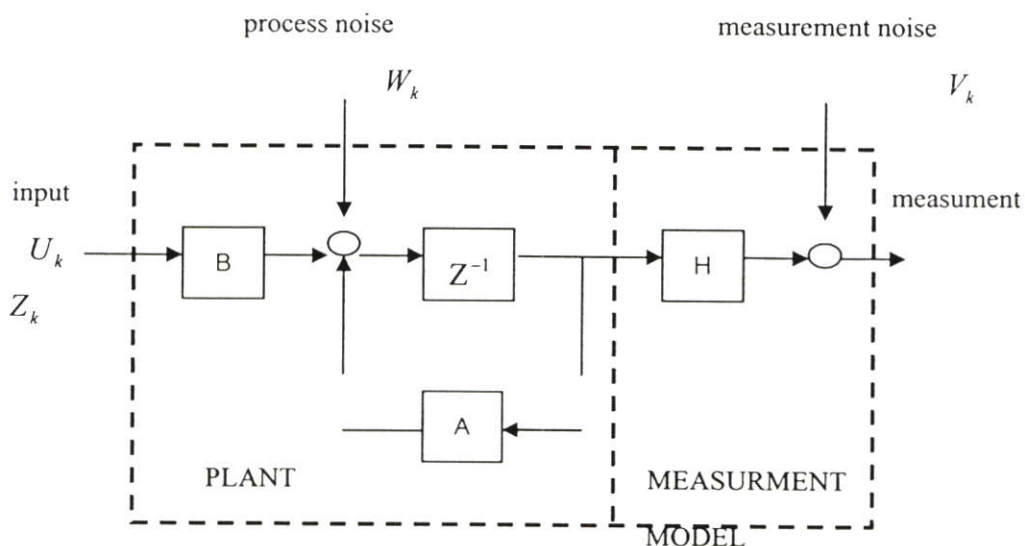 process noise
measurement noise
W_k
V_k
input
measument
U_k
B
Z^{-1}
H
Z_k
A
PLANT
MEASURMENT
MODEL